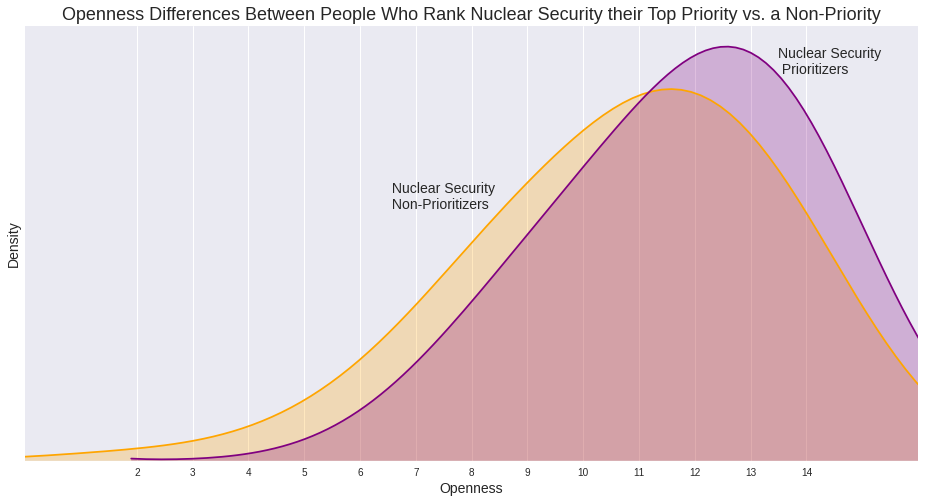 Openness Differences Between People Who Rank Nuclear Security their Top Priority vs. a Non-Priority
Nuclear Security
Prioritizers
Nuclear Security
Non-Prioritizers
Density
2 3 4 5 6 7 8 9 10 11 12 13 14
Openness